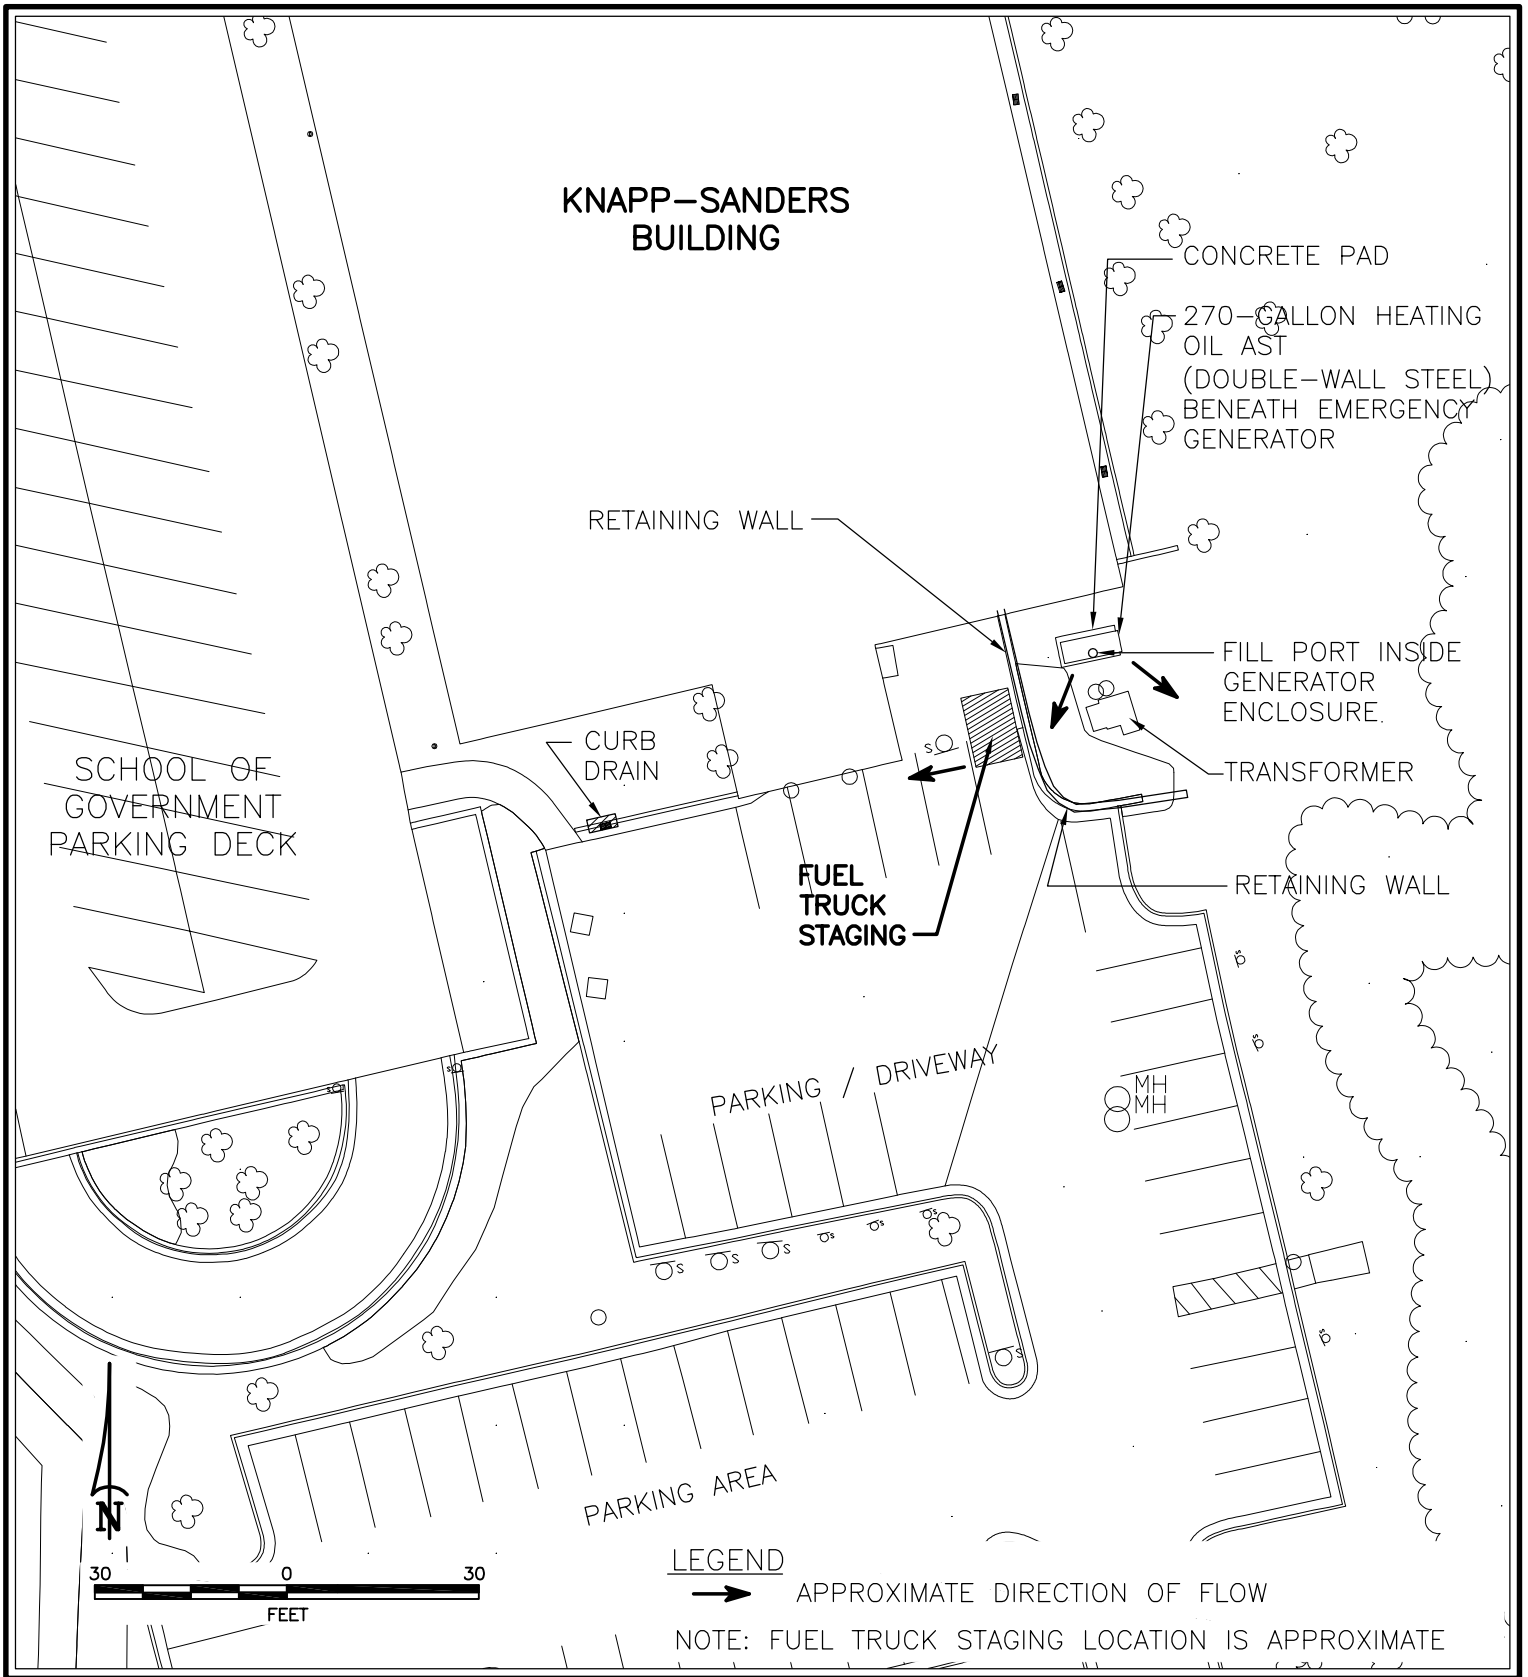 KNAPP-SANDERS
BUILDING
CONCRETE PAD
270-GALLON HEATING
OIL AST
(DOUBLE-WALL STEEL)
BENEATH EMERGENCY
GENERATOR
RETAINING WALL
FILL PORT INSIDE
GENERATOR
ENCLOSURE.
TRANSFORMER
CURB
DRAIN
S
SCHOOL OF
GOVERNMENT
PARKING DECK
FUEL
TRUCK
STAGING
RETAINING WALL
S
S
PARKING / DRIVEWAY
MH
MH
S
S
S
S
S
S
S
S
S
S
S
PARKING AREA
N
30 0 30
FEET
LEGEND
APPROXIMATE DIRECTION OF FLOW
NOTE: FUEL TRUCK STAGING LOCATION IS APPROXIMATE